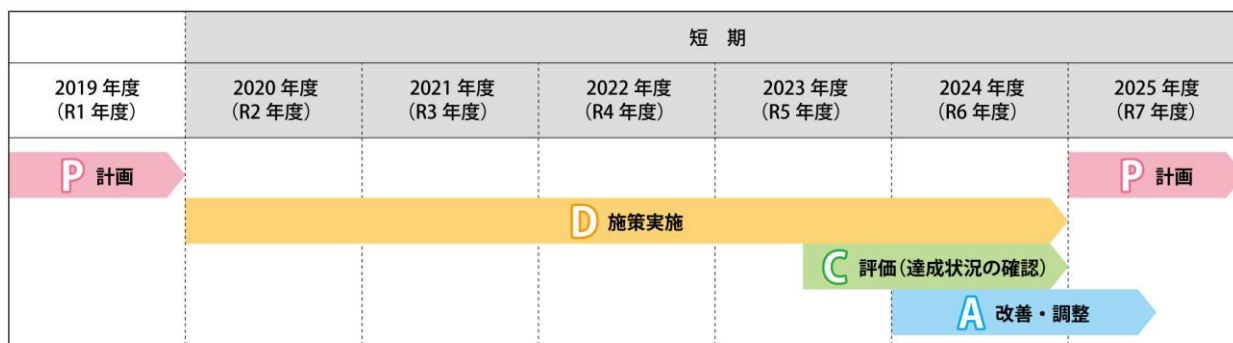 短 期
2019 年度
(R1 年度)
2020 年度
(R2 年度)
2021 年度
(R3 年度)
2022 年度
(R4 年度)
2023 年度
(R5 年度)
2024 年度
(R6 年度)
2025 年度
(R7 年度)
P 計画
P 計画
D 施策実施
C 評価(達成状況の確認)
A 改善・調整